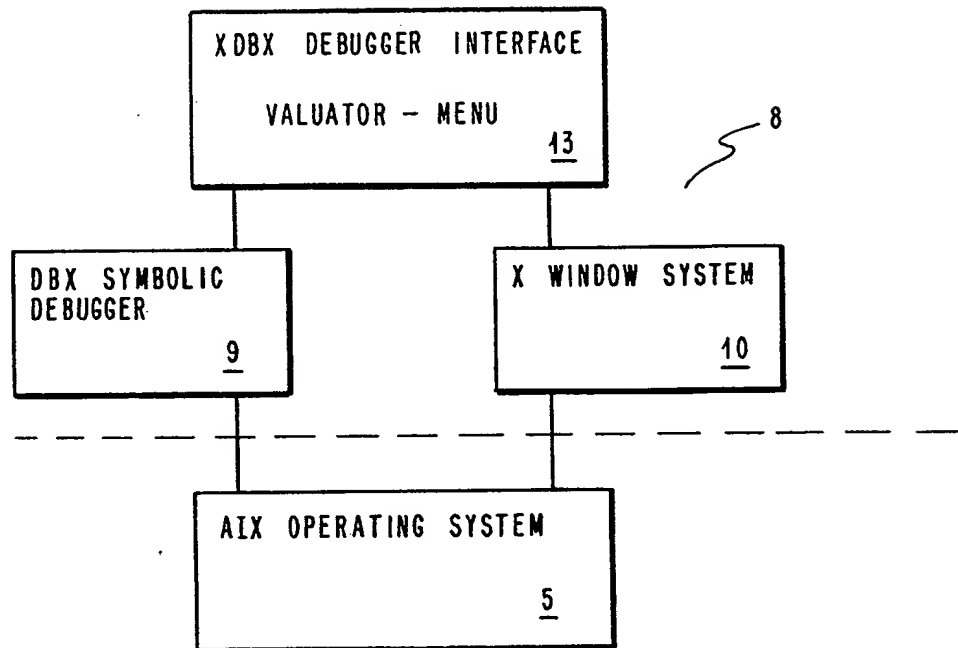 XDBX DEBUGGER INTERFACE
VALUATOR – MENU
13
8
DBX SYMBOLIC
DEBUGGER
9
X WINDOW SYSTEM
10
AIX OPERATING SYSTEM
5